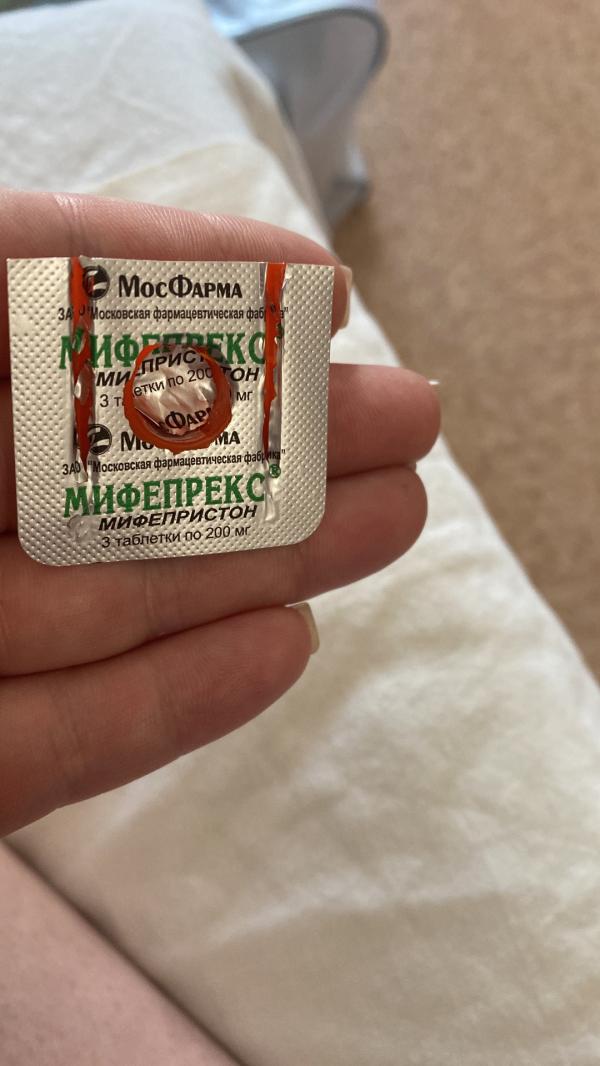 МосФарма
ЗАО "Московская фармацевтическая фаб
МИФЕПРЕКС
МИФЕПРИСТОН
3 таблетки по 200 мг
МосФарма
ЗАО "Московская фармацевтическая фабрика"
МИФЕПРЕКС®
МИФЕПРИСТОН
3 таблетки по 200 мг